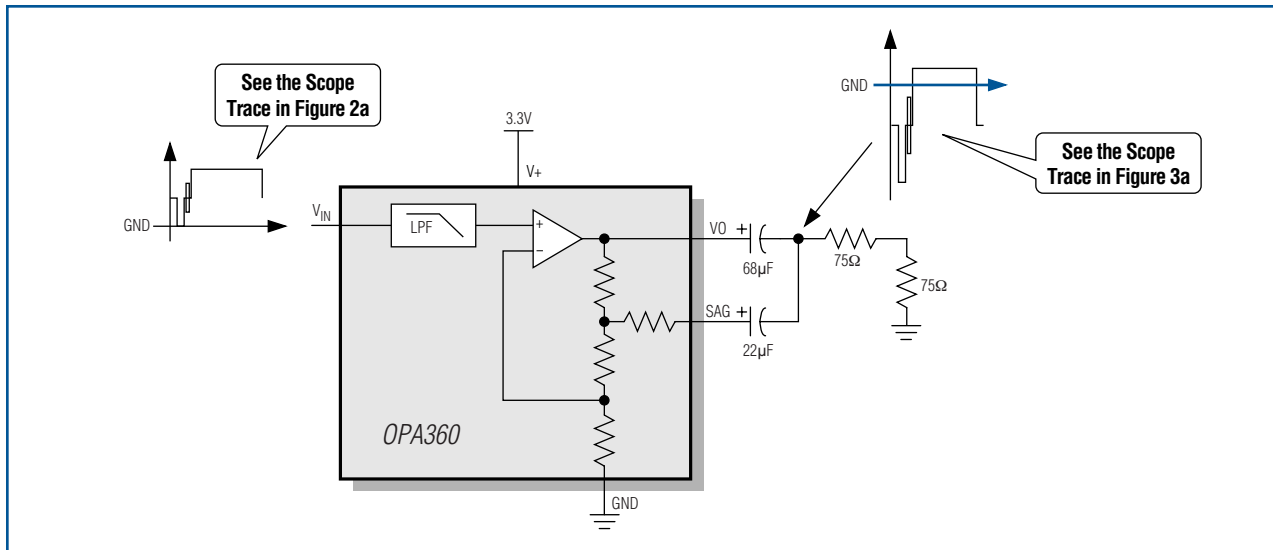 See the Scope
Trace in Figure 2a
GND
See the Scope
Trace in Figure 3a
3.3V
V+
GND
VIN
LPF
+
−
VO
+
68µF
75Ω
75Ω
SAG
+
22µF
OPA360
GND